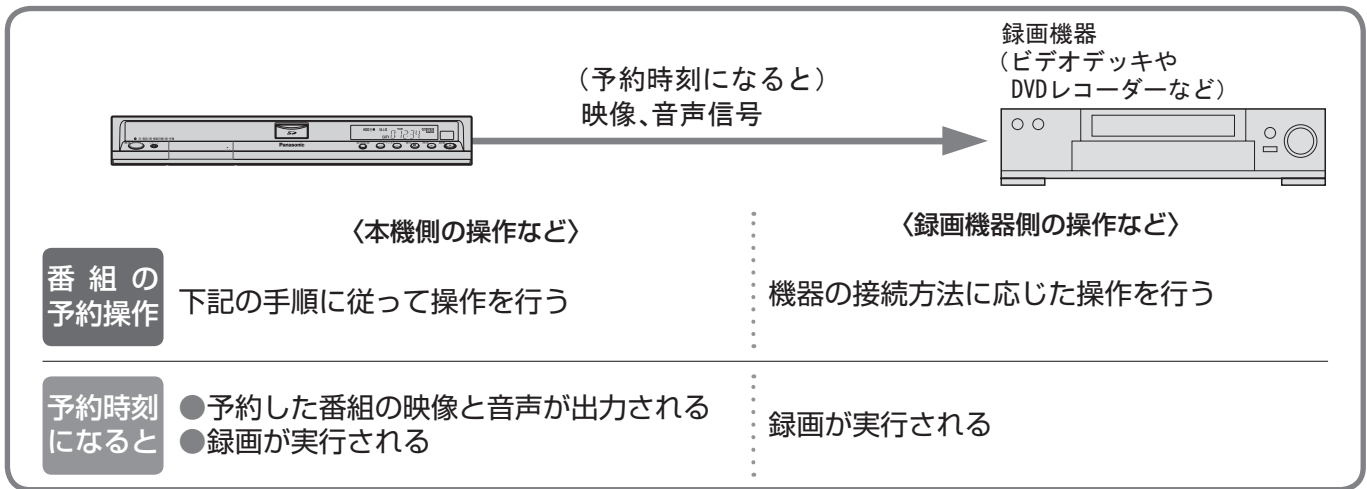 録画機器
(ビデオデッキや
DVDレコーダーなど)
(予約時刻になると)
映像、音声信号
Panasonic
〈本機側の操作など〉
〈録画機器側の操作など〉
番組の
予約操作
下記の手順に従って操作を行う
機器の接続方法に応じた操作を行う
予約時刻
になると
●予約した番組の映像と音声が出力される
●録画が実行される
録画が実行される